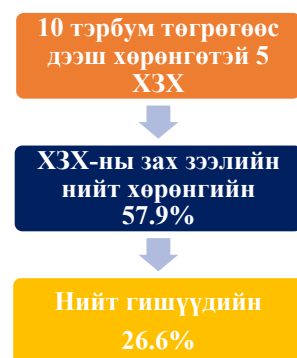 10 тэрбум төгрөгөөс
дээш хөрөнгөтэй 5
ХЗХ
ХЗХ-ны зах зээлийн
нийт хөрөнгийн
57.9%
Нийт гишүүдийн
26.6%